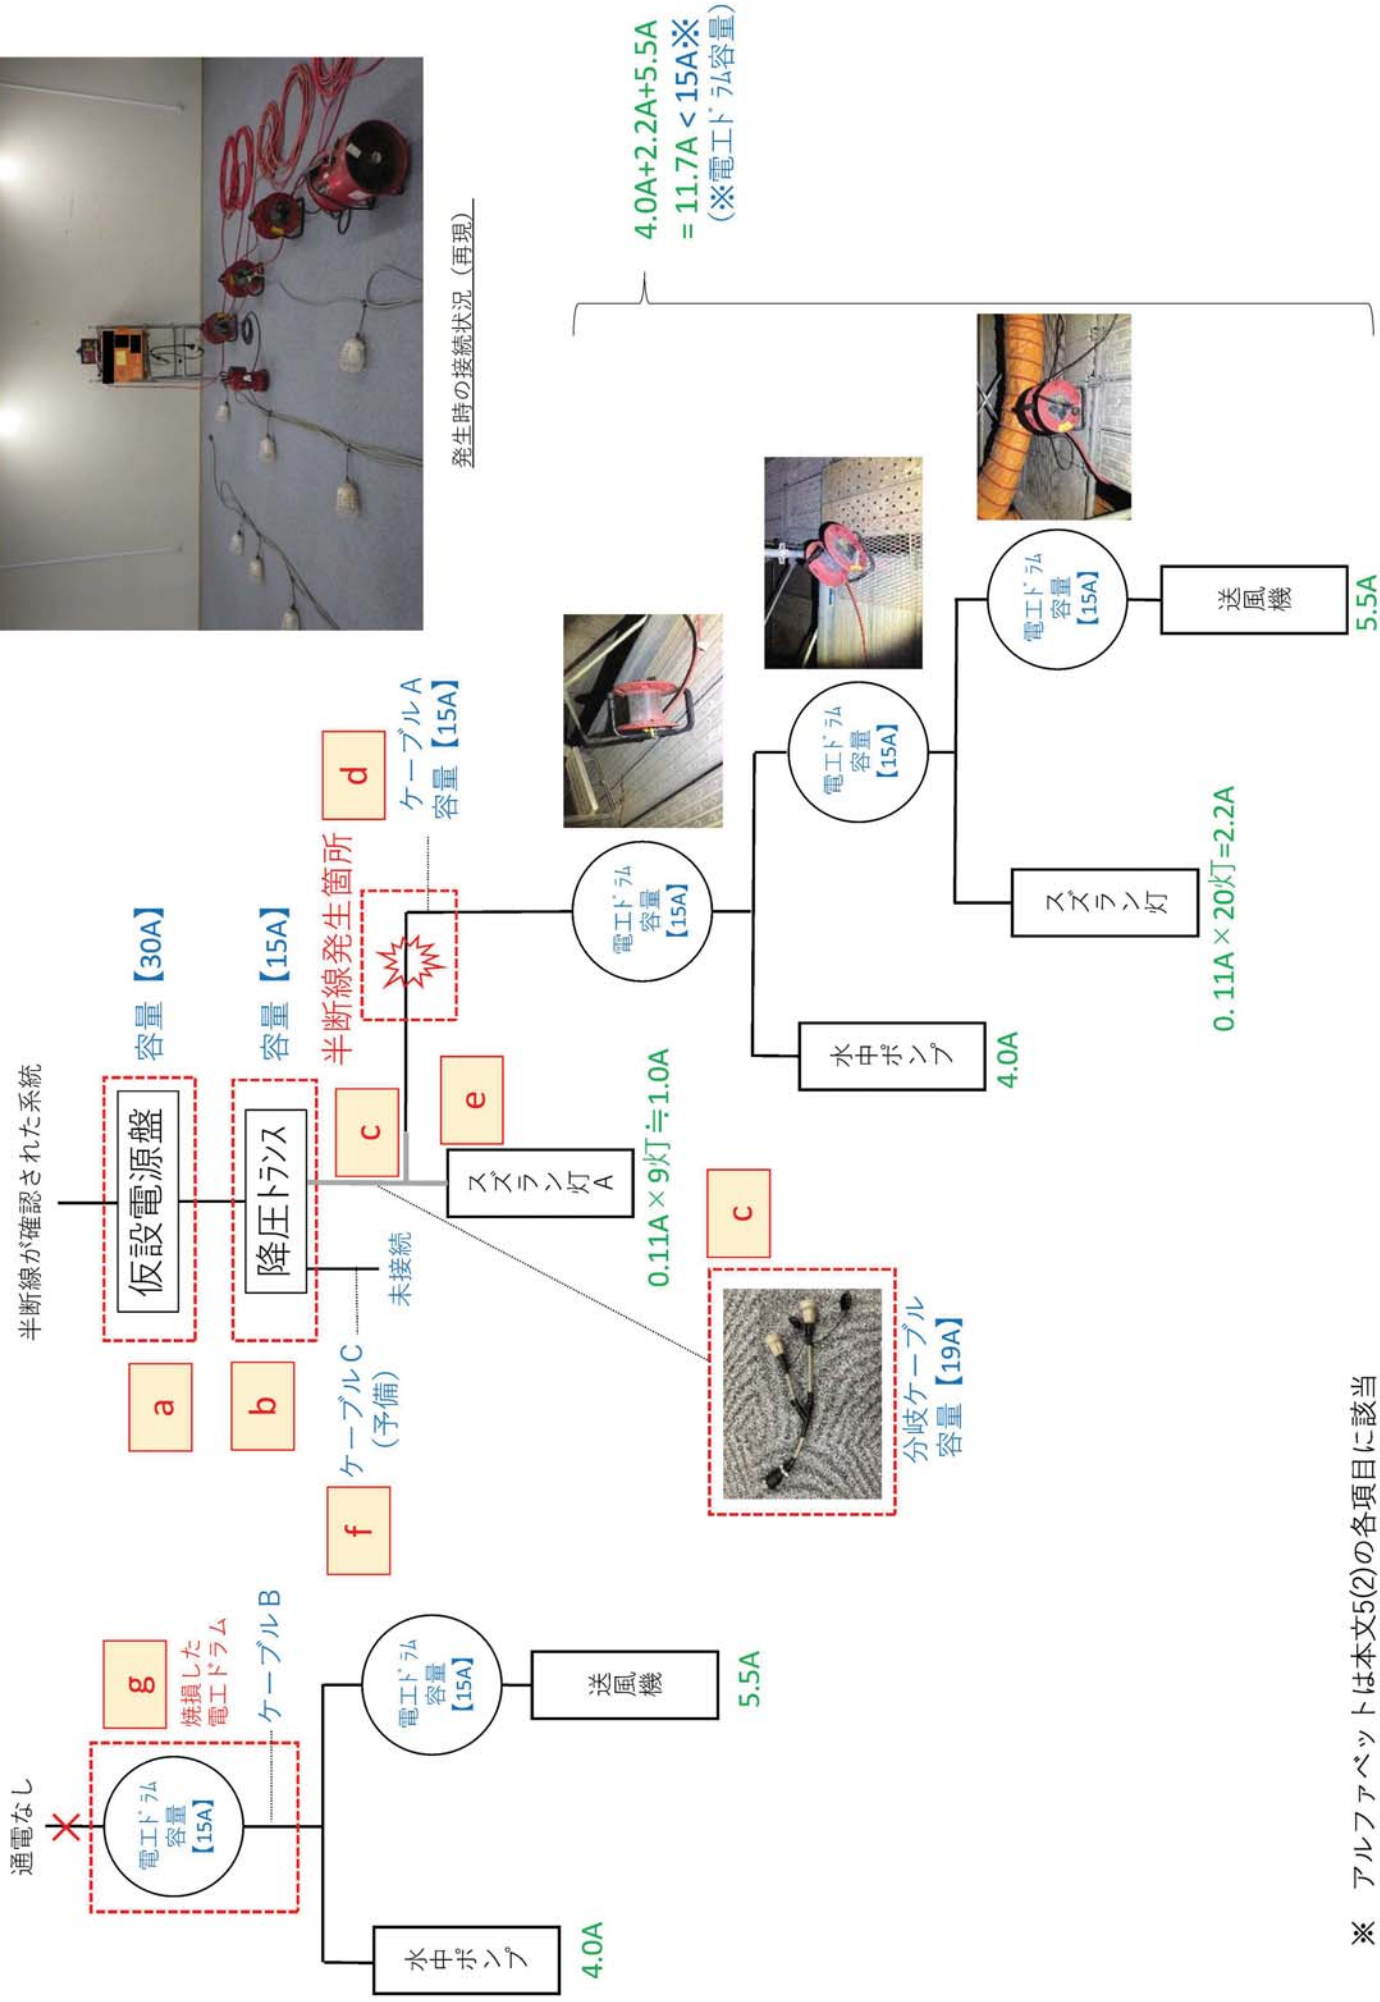 通電なし
電工ドラム
容量
【15A】
g
焼損した
電工ドラム
ケーブルB
水中ポンプ
4.0A
電工ドラム
容量
【15A】
送風機
5.5A
半断線が確認された系統
a
仮設電源盤
容量【30A】
b
降圧トランス
容量【15A】
f
ケーブルC
(予備)
未接続
c
半断線発生箇所
d
ケーブルA
容量【15A】
e
スズラン灯A
0.11A×9灯≒1.0A
c
分岐ケーブル
容量【19A】
電工ドラム
容量
【15A】
水中ポンプ
4.0A
電工ドラム
容量
【15A】
スズラン灯
0.11A×20灯=2.2A
電工ドラム
容量
【15A】
送風機
5.5A
発生時の接続状況（再現）
4.0A+2.2A+5.5A
= 11.7A < 15A※
(※電工ドラム容量)
※ アルファベットは本文5(2)の各項目に該当